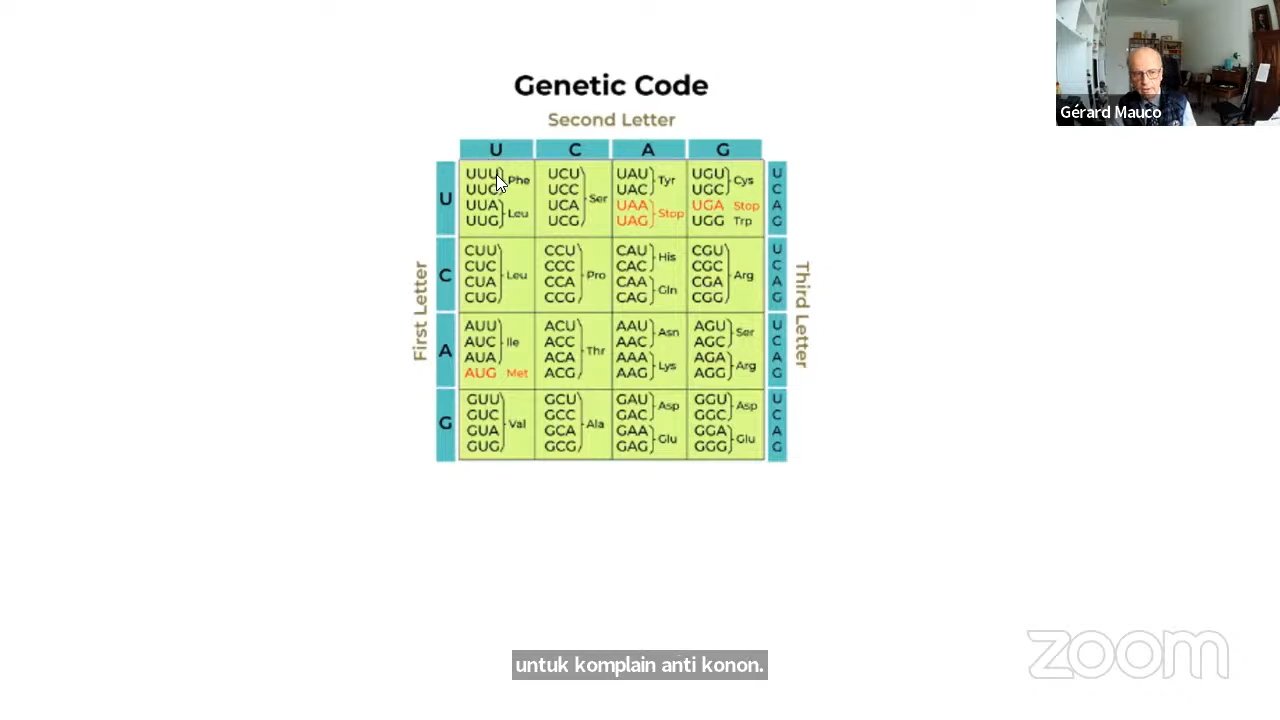 Genetic Code
Second Letter
U C A G
First Letter
U
UUU
UUC
Phe
UUA
UUG
Leu
UCU
UCC
UCA
UCG
Ser
UAU
UAC
Tyr
UAA
UAG
Stop
UGU
UGC
Cys
UGA Stop
UGG Trp
U
C
A
G
C
CUU
CUC
CUA
CUG
Leu
CCU
CCC
CCA
CCG
Pro
CAU
CAC
His
CAA
CAG
Gln
CGU
CGC
CGA
CGG
Arg
U
C
A
G
A
AUU
AUC
AUA
Ile
AUG Met
ACU
ACC
ACA
ACG
Thr
AAU
AAC
Asn
AAA
AAG
Lys
AGU
AGC
Ser
AGA
AGG
Arg
U
C
A
G
G
GUU
GUC
GUA
GUG
Val
GCU
GCC
GCA
GCG
Ala
GAU
GAC
Asp
GAA
GAG
Glu
GGU
GGC
Asp
GGA
GGG
Glu
U
C
A
G
Third Letter
Gérard Mauco
untuk komplain anti konon.
zoom